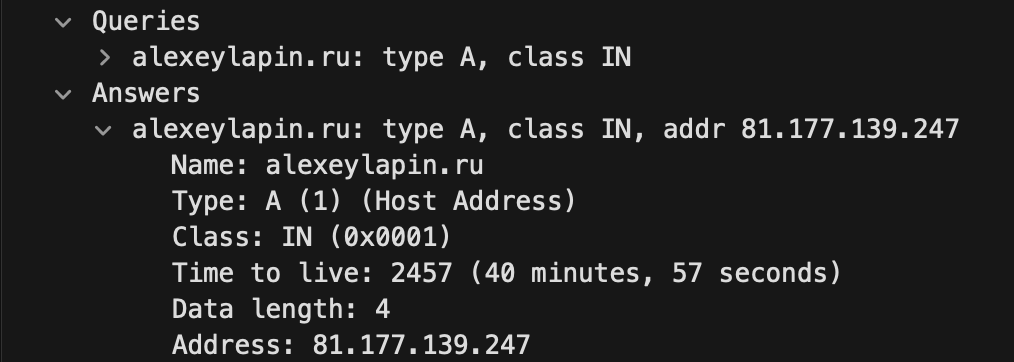 Queries
alexeylapin.ru: type A, class IN
Answers
alexeylapin.ru: type A, class IN, addr 81.177.139.247
Name: alexeylapin.ru
Type: A (1) (Host Address)
Class: IN (0x0001)
Time to live: 2457 (40 minutes, 57 seconds)
Data length: 4
Address: 81.177.139.247